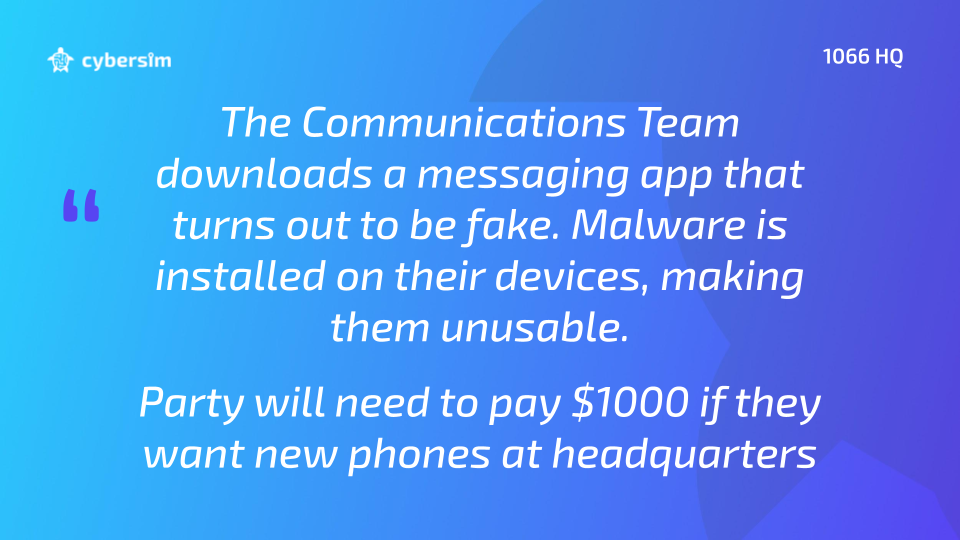 cybersim
1066 HQ
“
The Communications Team
downloads a messaging app that
turns out to be fake. Malware is
installed on their devices, making
them unusable.
Party will need to pay $1000 if they
want new phones at headquarters